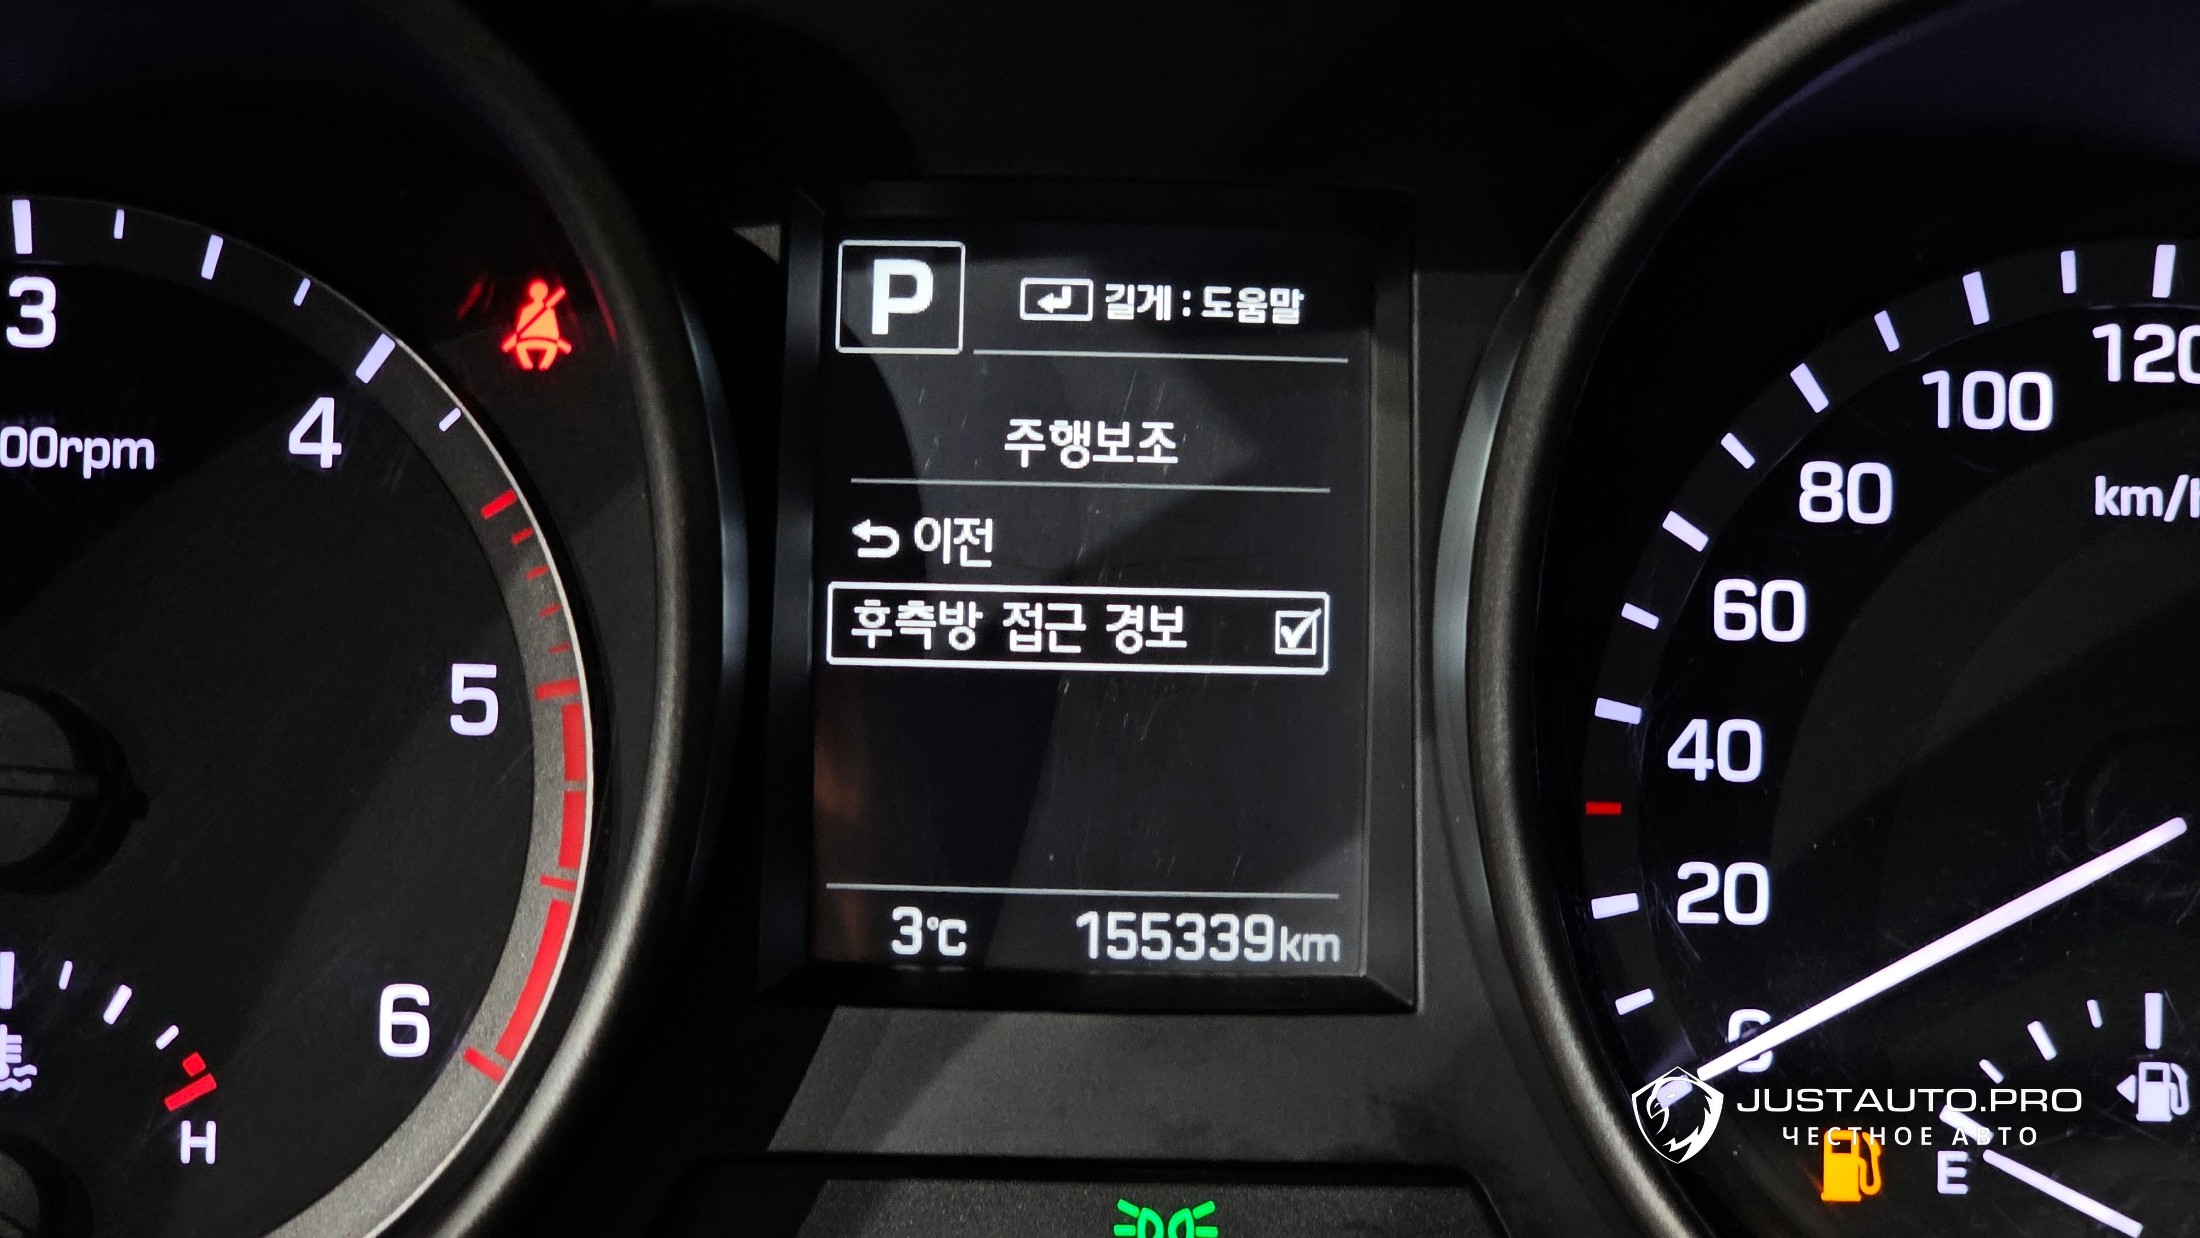 P
길게 : 도움말
주행보조
이전
후측방 접근 경보
3°C 155339km
3
4
5
6
00rpm
H
120
100
80
60
40
20
0
km/h
E
JUSTAUTO.PRO
ЧЕСТНОЕ АВТО